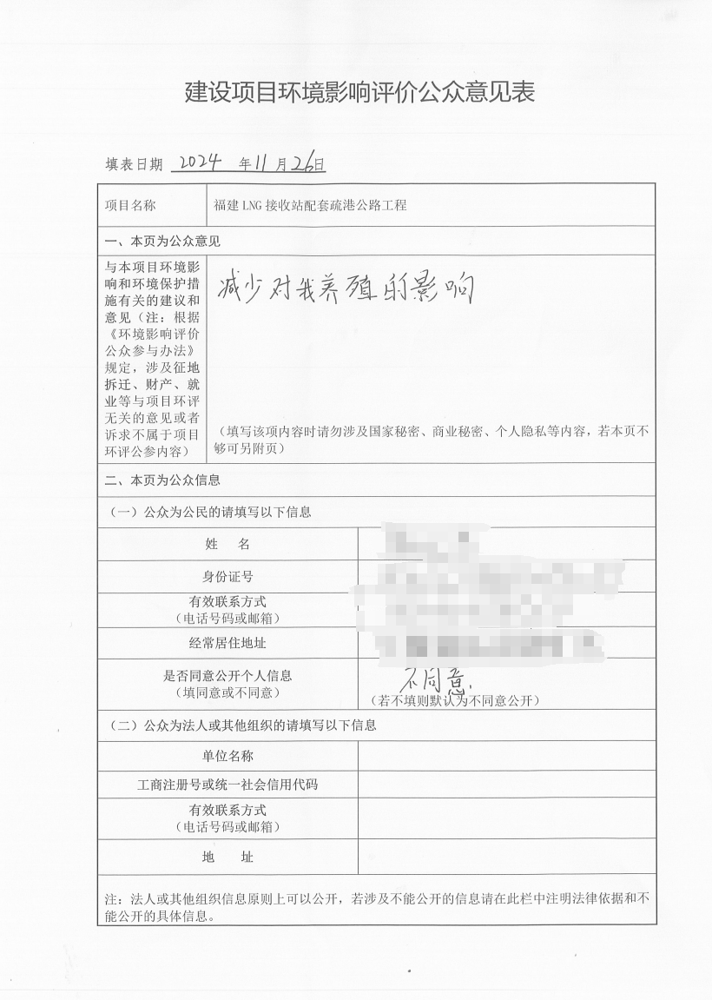 建设项目环境影响评价公众意见表
填表日期 2024 年 11 月 26 日
项目名称
福建 LNG 接收站配套疏港公路工程
一、本页为公众意见
与本项目环境影
响和环境保护措
施有关的建议和
意见（注：根据
《环境影响评价
公众参与办法》
规定，涉及征地
拆迁、财产、就
业等与项目环评
无关的意见或者
诉求不属于项目
环评公参内容）
减少对我养殖的影响
（填写该项内容时请勿涉及国家秘密、商业秘密、个人隐私等内容，若本页不
够可另附页）
二、本页为公众信息
（一）公众为公民的请填写以下信息
姓 名
身份证号
有效联系方式
（电话号码或邮箱）
经常居住地址
是否同意公开个人信息
（填同意或不同意）
不同意.
（若不填则默认为不同意公开）
（二）公众为法人或其他组织的请填写以下信息
单位名称
工商注册号或统一社会信用代码
有效联系方式
（电话号码或邮箱）
地 址
注：法人或其他组织信息原则上可以公开，若涉及不能公开的信息请在此栏中注明法律依据和不
能公开的具体信息。